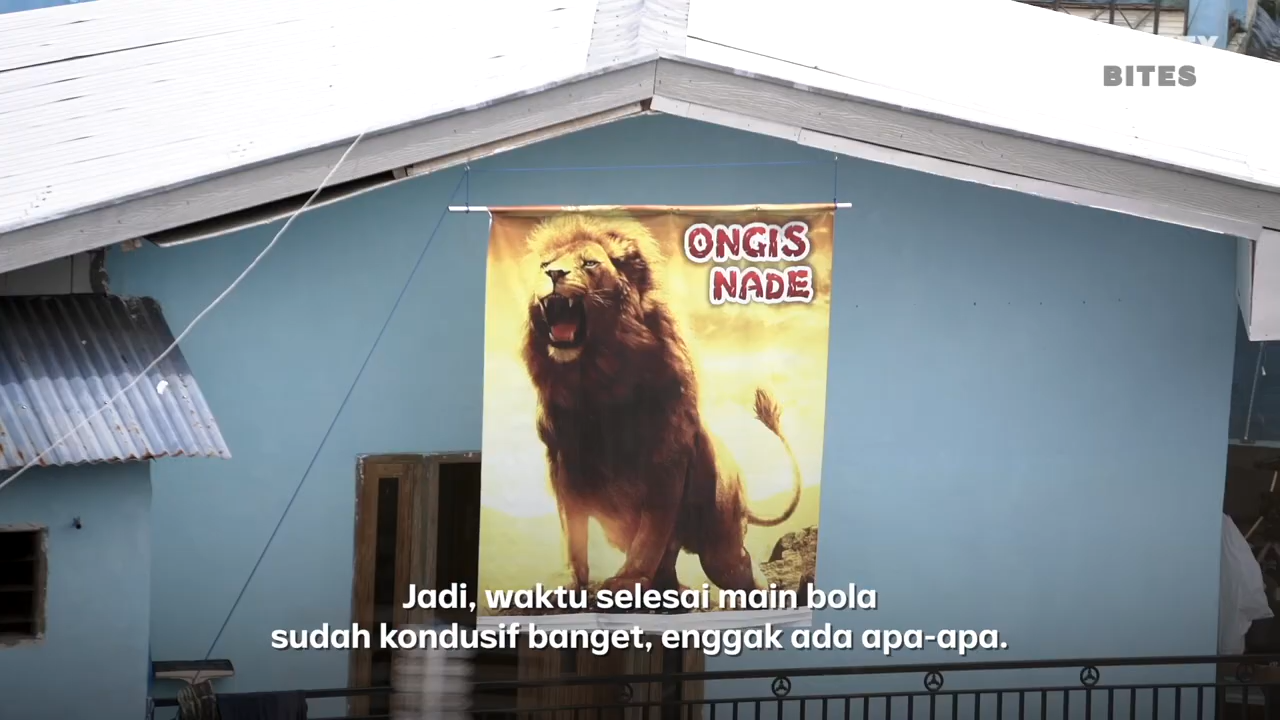 BITES
ONGIS
NADE
Jadi, waktu selesai main bola
sudah kondusif banget, enggak ada apa-apa.